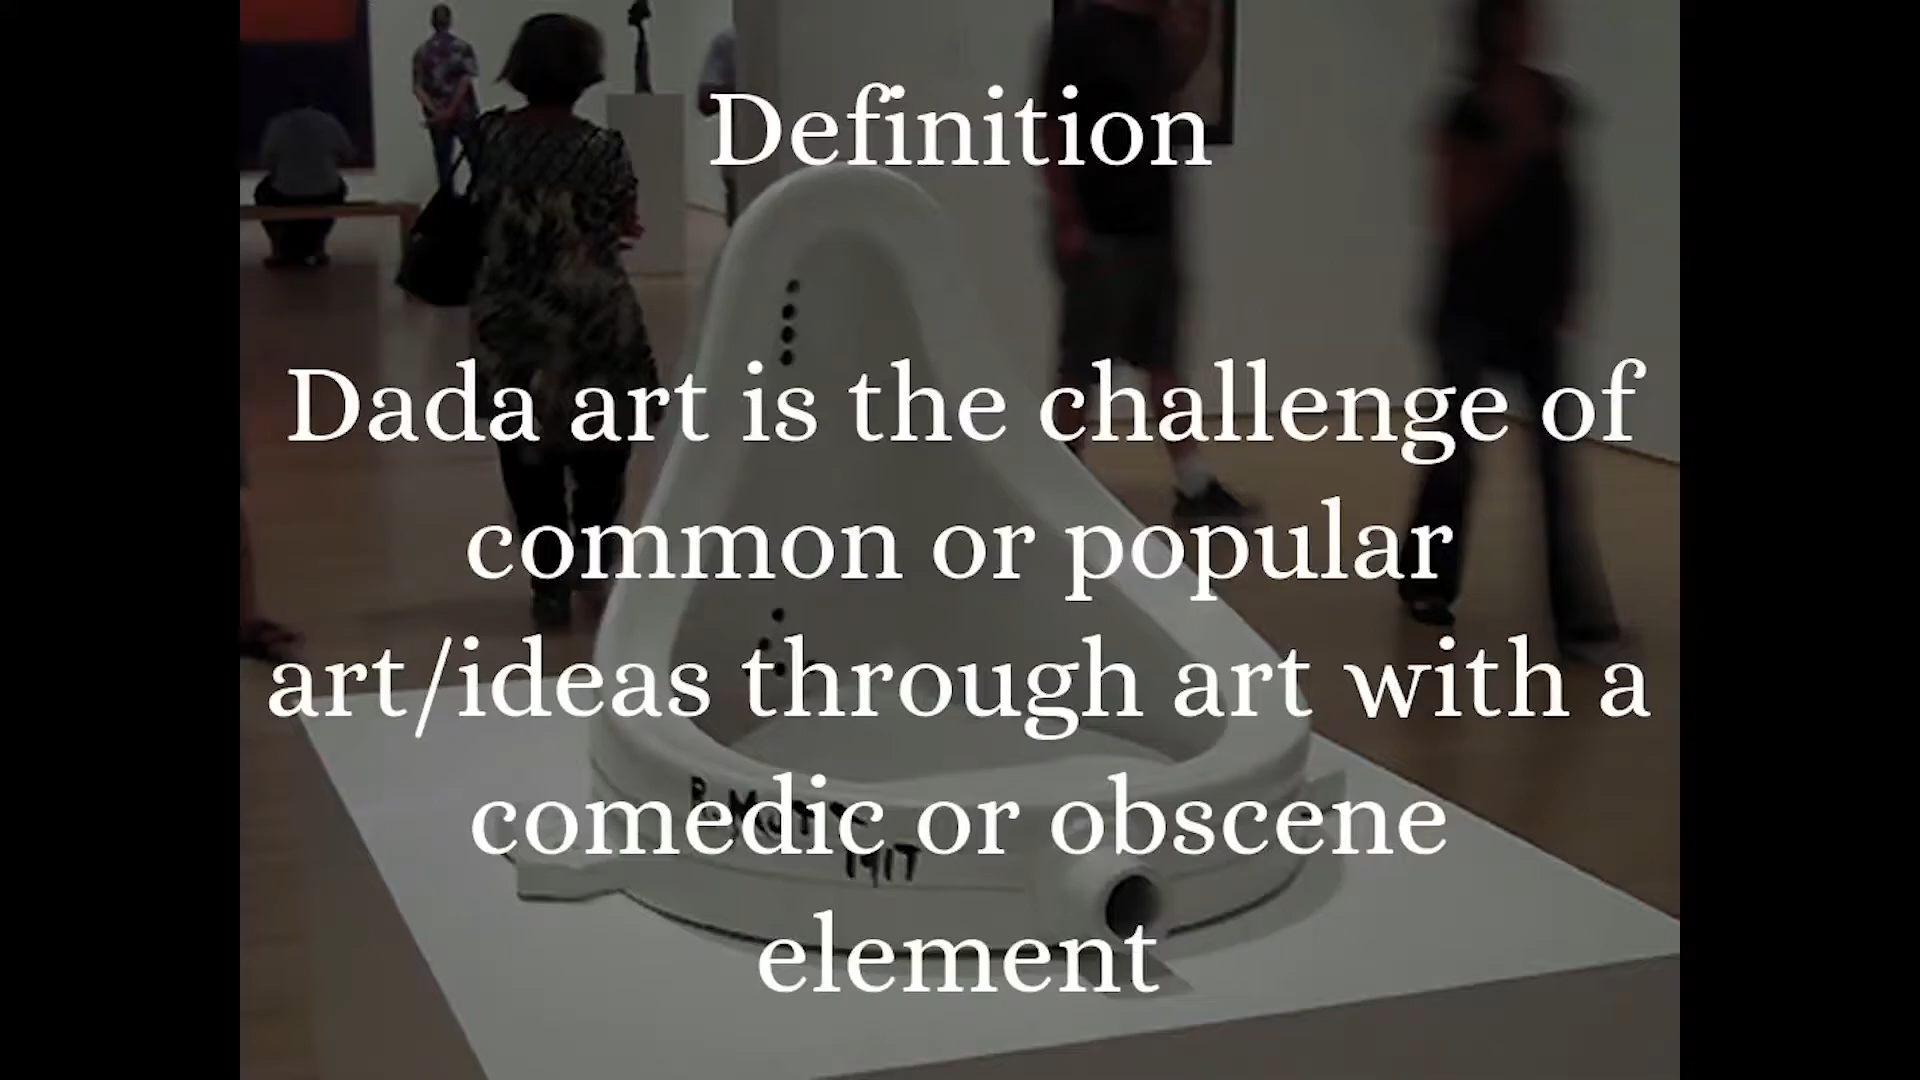 Definition
Dada art is the challenge of
common or popular
art/ideas through art with a
comedic or obscene
element
1917